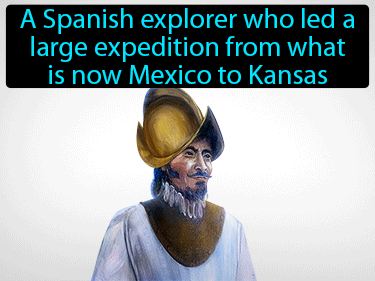 A Spanish explorer who led a
large expedition from what
is now Mexico to Kansas